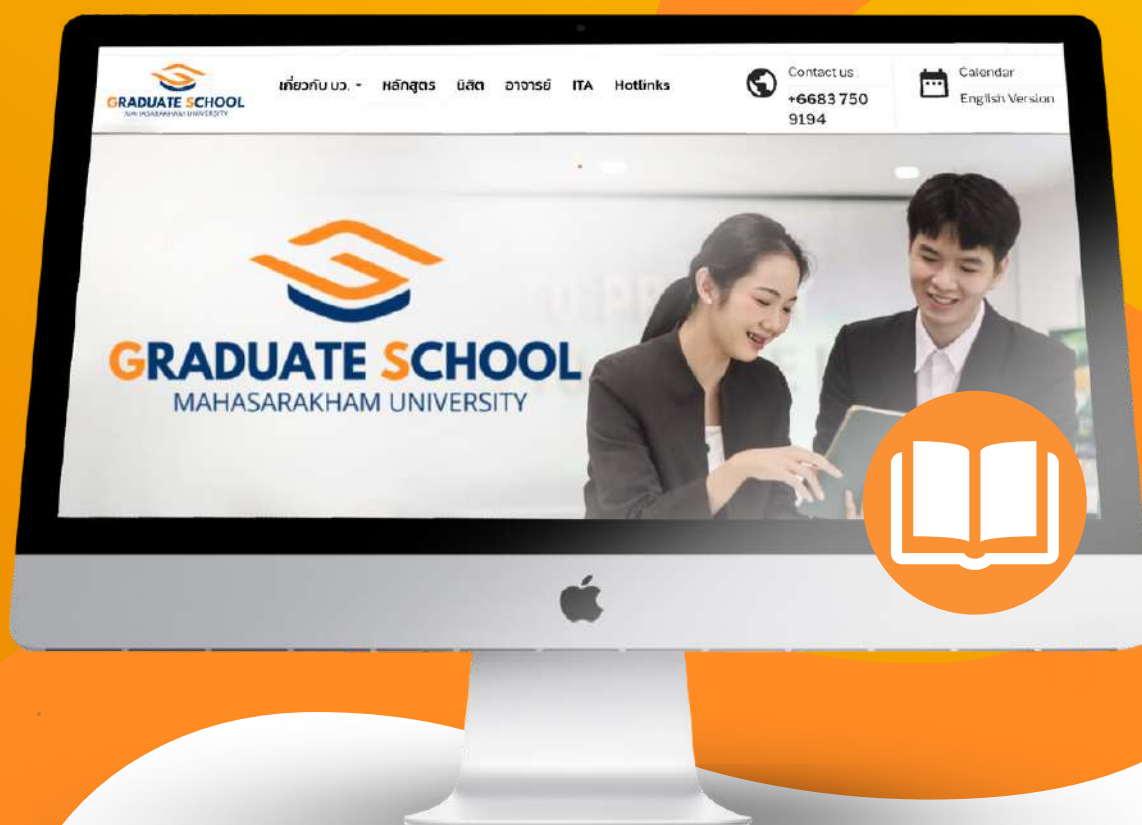 GRADUATE SCHOOL
MAHASARAKHAM UNIVERSITY
เกี่ยวกับ บว.
หลักสูตร
นิสิต
อาจารย์
ITA
Hotlinks
Contact us
+6683 750
9194
Calendar
English Version
GRADUATE SCHOOL
MAHASARAKHAM UNIVERSITY